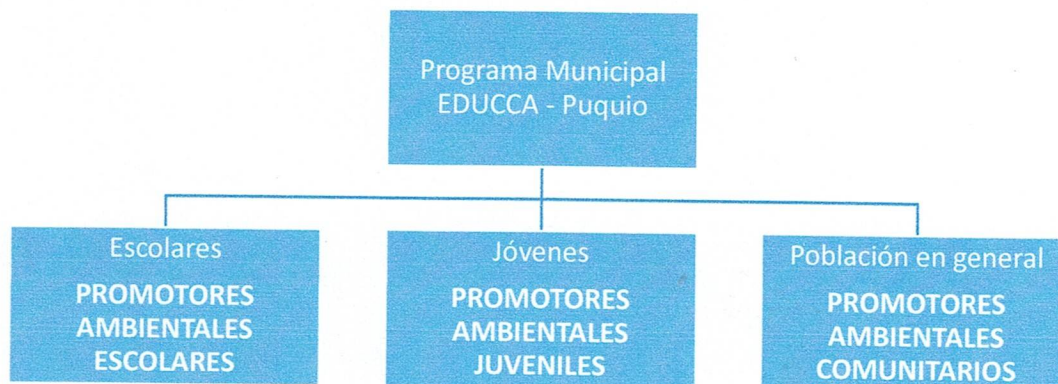 Programa Municipal
EDUCCA - Puquio
Escolares
PROMOTORES
AMBIENTALES
ESCOLARES
Jóvenes
PROMOTORES
AMBIENTALES
JUVENILES
Población en general
PROMOTORES
AMBIENTALES
COMUNITARIOS